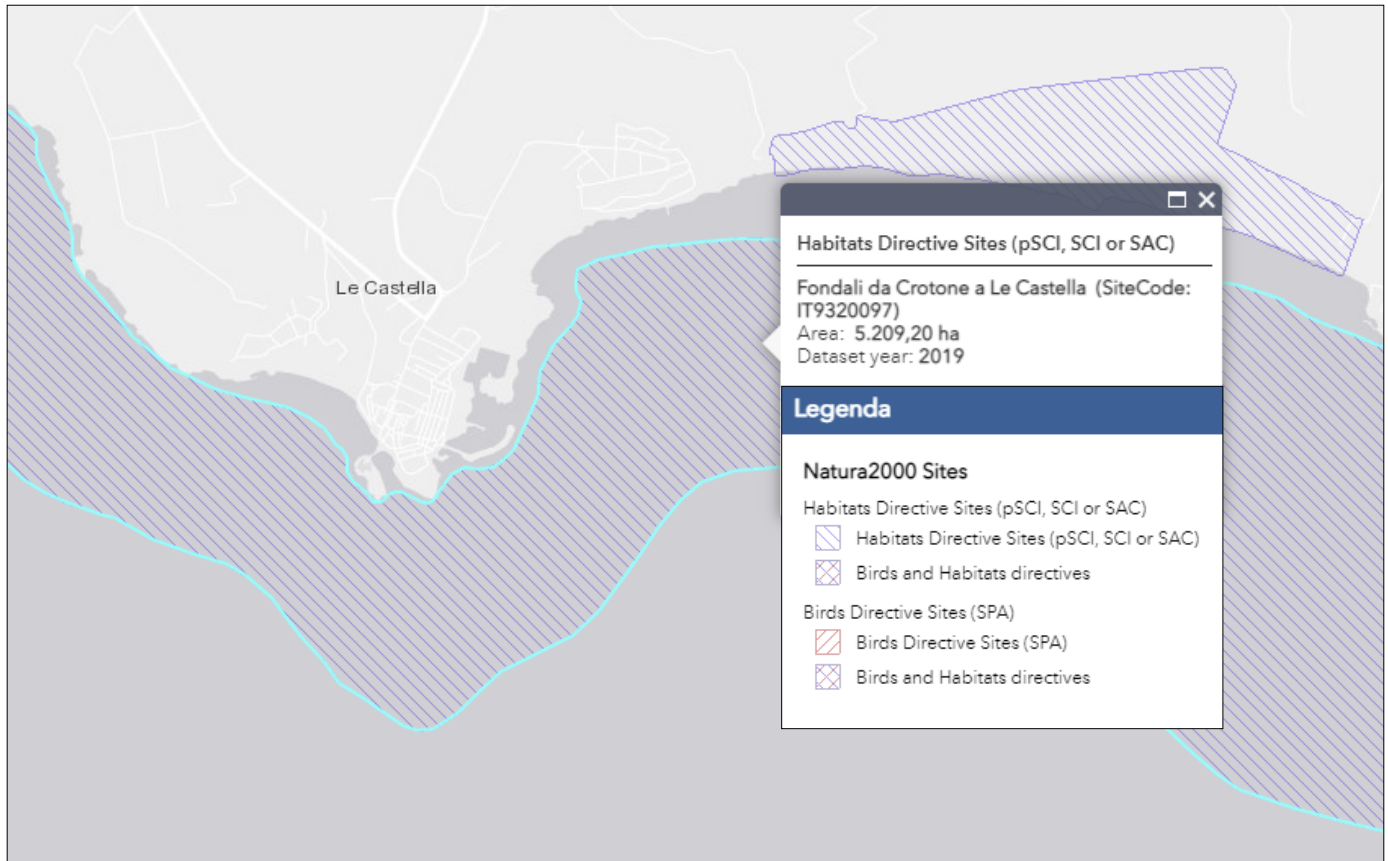 Le Castella
Habitats Directive Sites (pSCI, SCI or SAC)
Fondali da Crotone a Le Castella (SiteCode:
IT9320097)
Area: 5.209,20 ha
Dataset year: 2019
Legenda
Natura2000 Sites
Habitats Directive Sites (pSCI, SCI or SAC)
Habitats Directive Sites (pSCI, SCI or SAC)
Birds and Habitats directives
Birds Directive Sites (SPA)
Birds Directive Sites (SPA)
Birds and Habitats directives